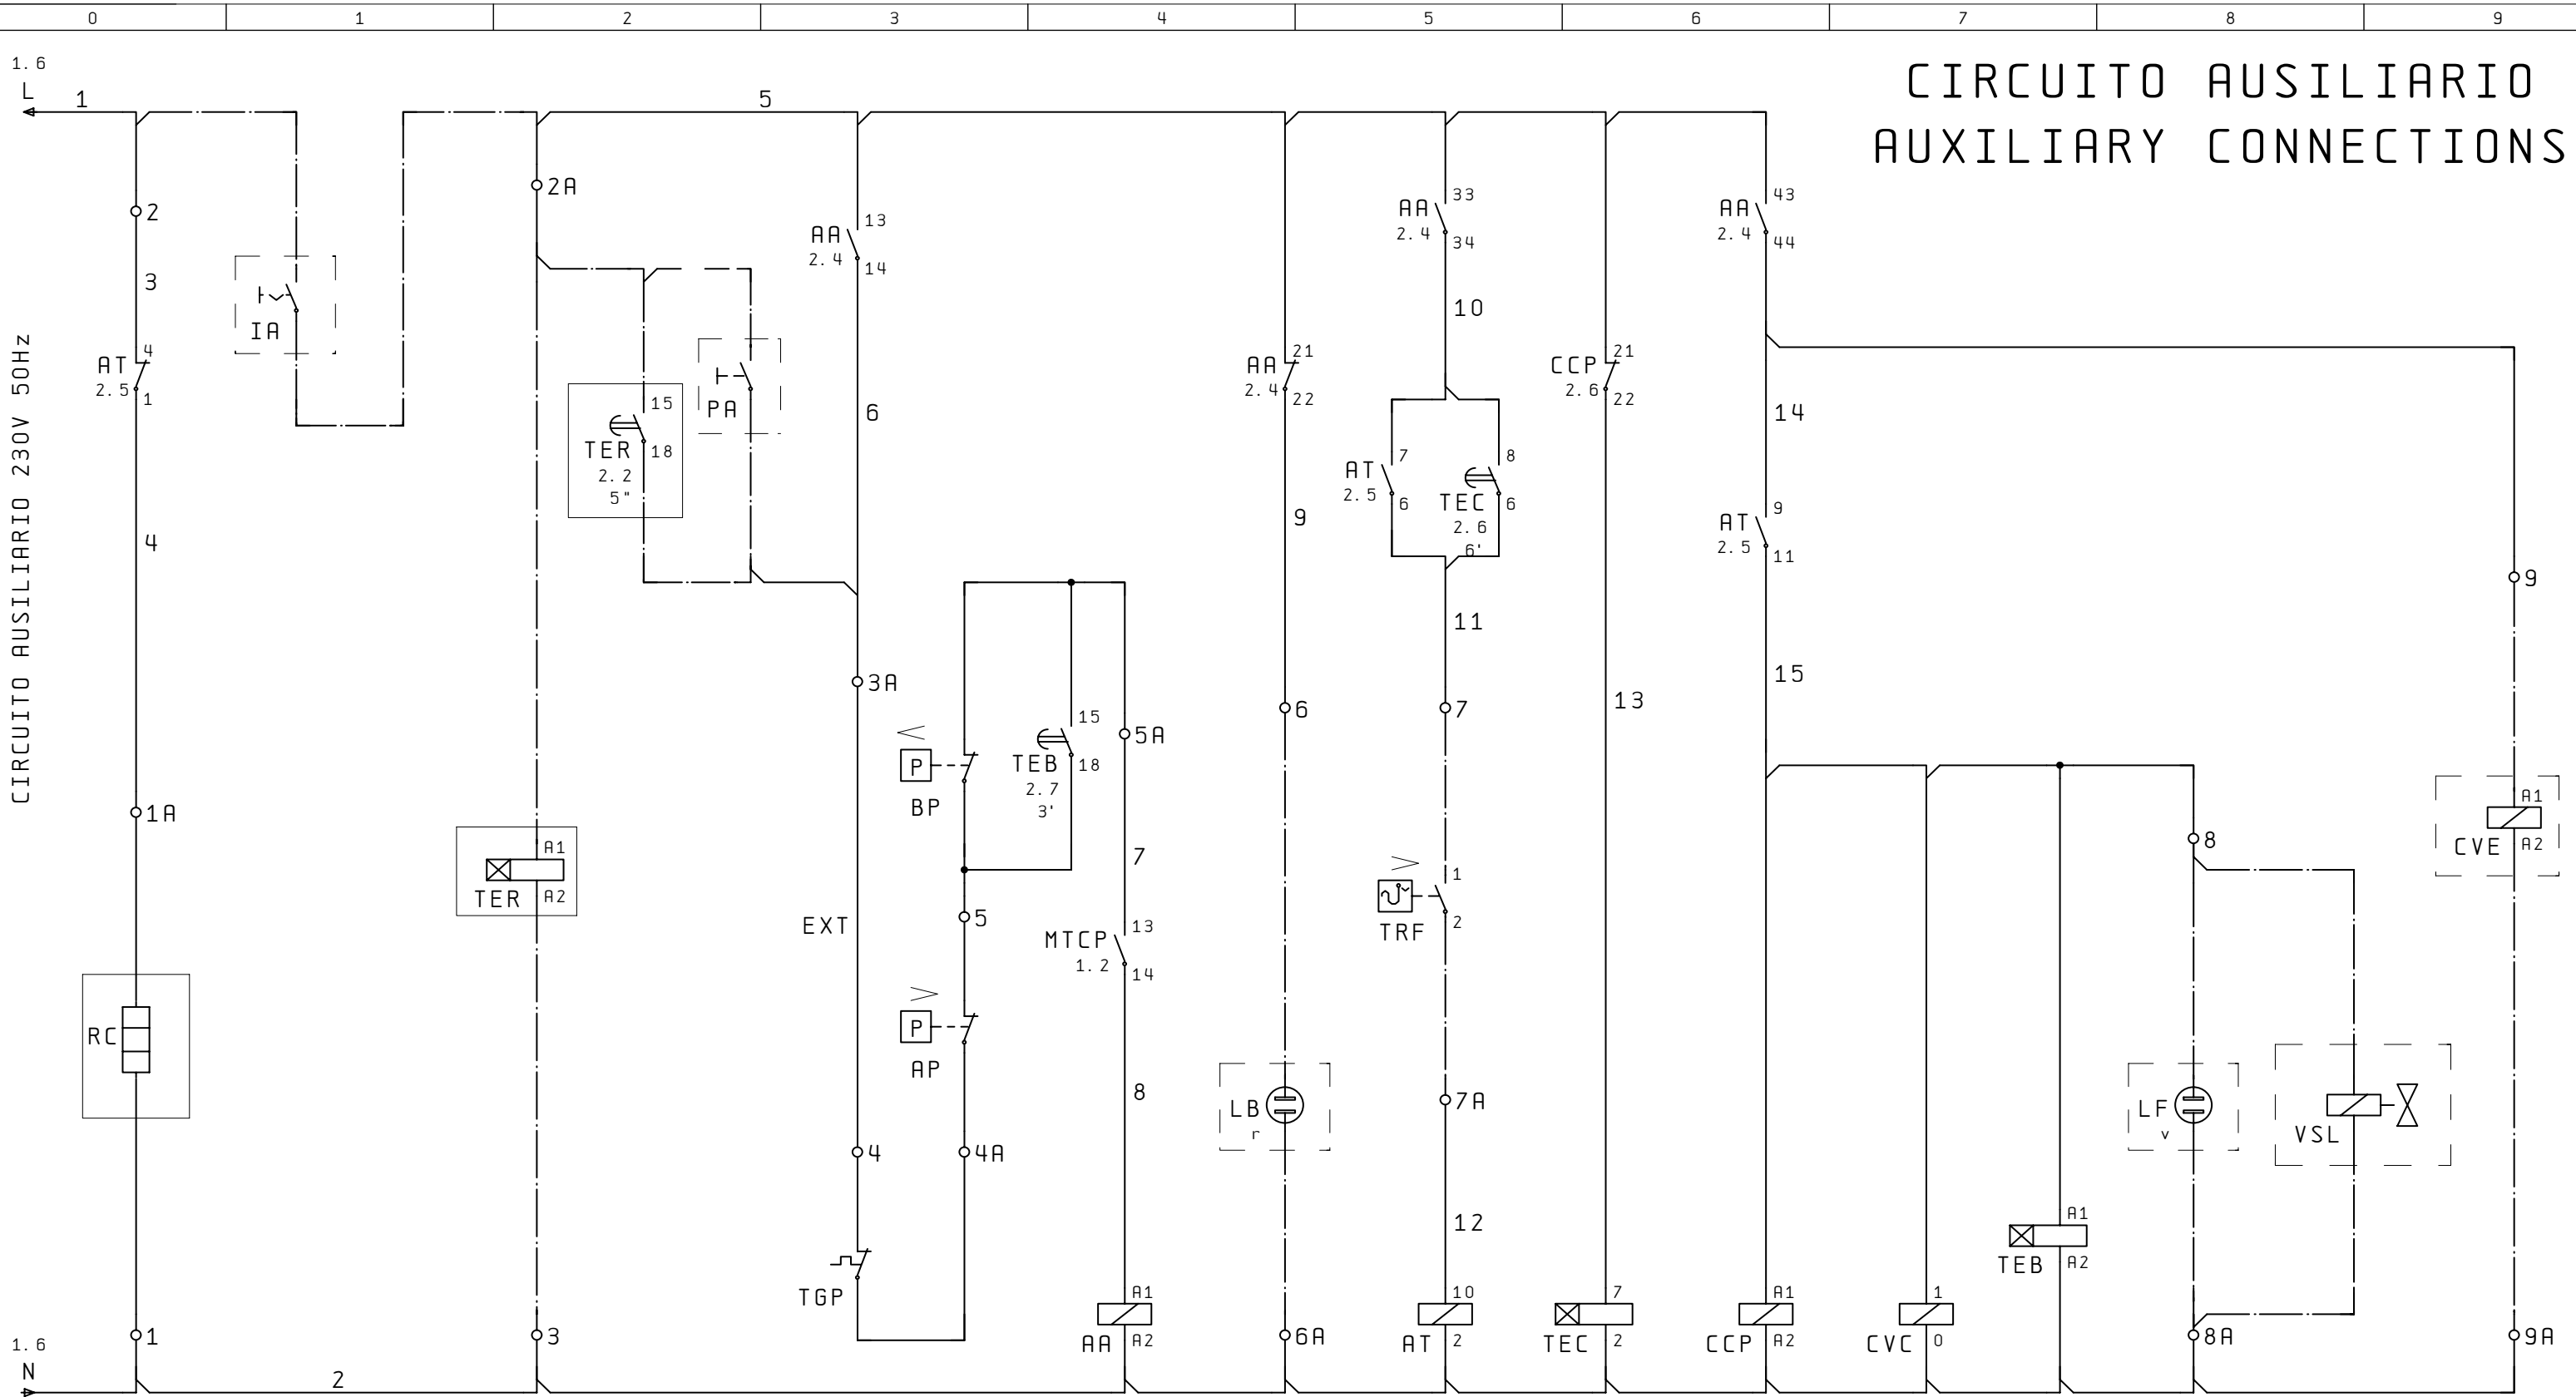 0 1 2 3 4 5 6 7 8 9
CIRCUITO AUSILIARIO
AUXILIARY CONNECTIONS
CIRCUITO AUSILIARIO 230V 50Hz
1.6
L
1
5
2
3
AT
2.5
4
1
4
1A
RC
1
1.6
N
2
IA
2A
TER
2.2
5"
15
18
PA
TER
A1
A2
3
AA
2.4
13
14
6
3A
EXT
4
TGP
<
P
BP
5
>
P
AP
4A
TEB
2.7
3'
15
18
5A
7
MTCP
1.2
13
14
8
AA
A1
A2
AA
2.4
21
22
9
6
LB
r
6A
AA
2.4
33
34
10
AT
2.5
7
6
TEC
2.6
6'
8
6
11
7
>
TRF
1
2
7A
12
AT
10
2
CCP
2.6
21
22
13
TEC
7
2
AA
2.4
43
44
14
AT
2.5
9
11
15
CCP
A1
A2
CVC
1
0
TEB
A1
A2
8
LF
v
8A
VSL
9
CVE
A1
A2
9A